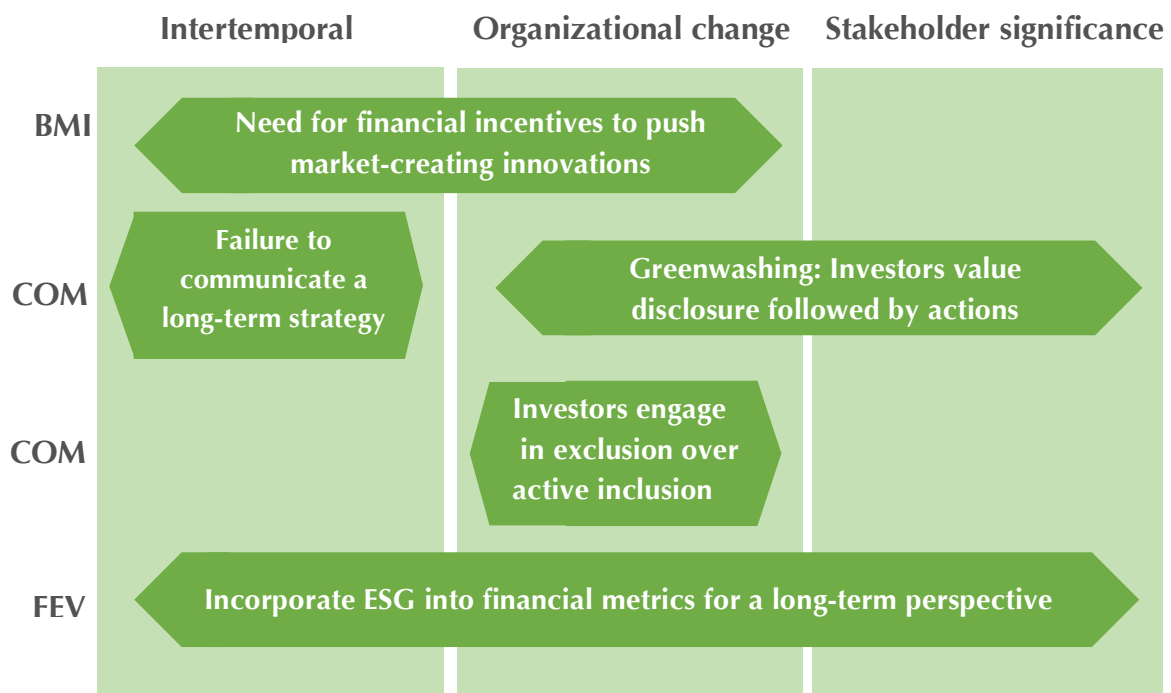 Intertemporal
Organizational change
Stakeholder significance
BMI
Need for financial incentives to push
market-creating innovations
COM
Failure to
communicate a
long-term strategy
Greenwashing: Investors value
disclosure followed by actions
COM
Investors engage
in exclusion over
active inclusion
FEV
Incorporate ESG into financial metrics for a long-term perspective